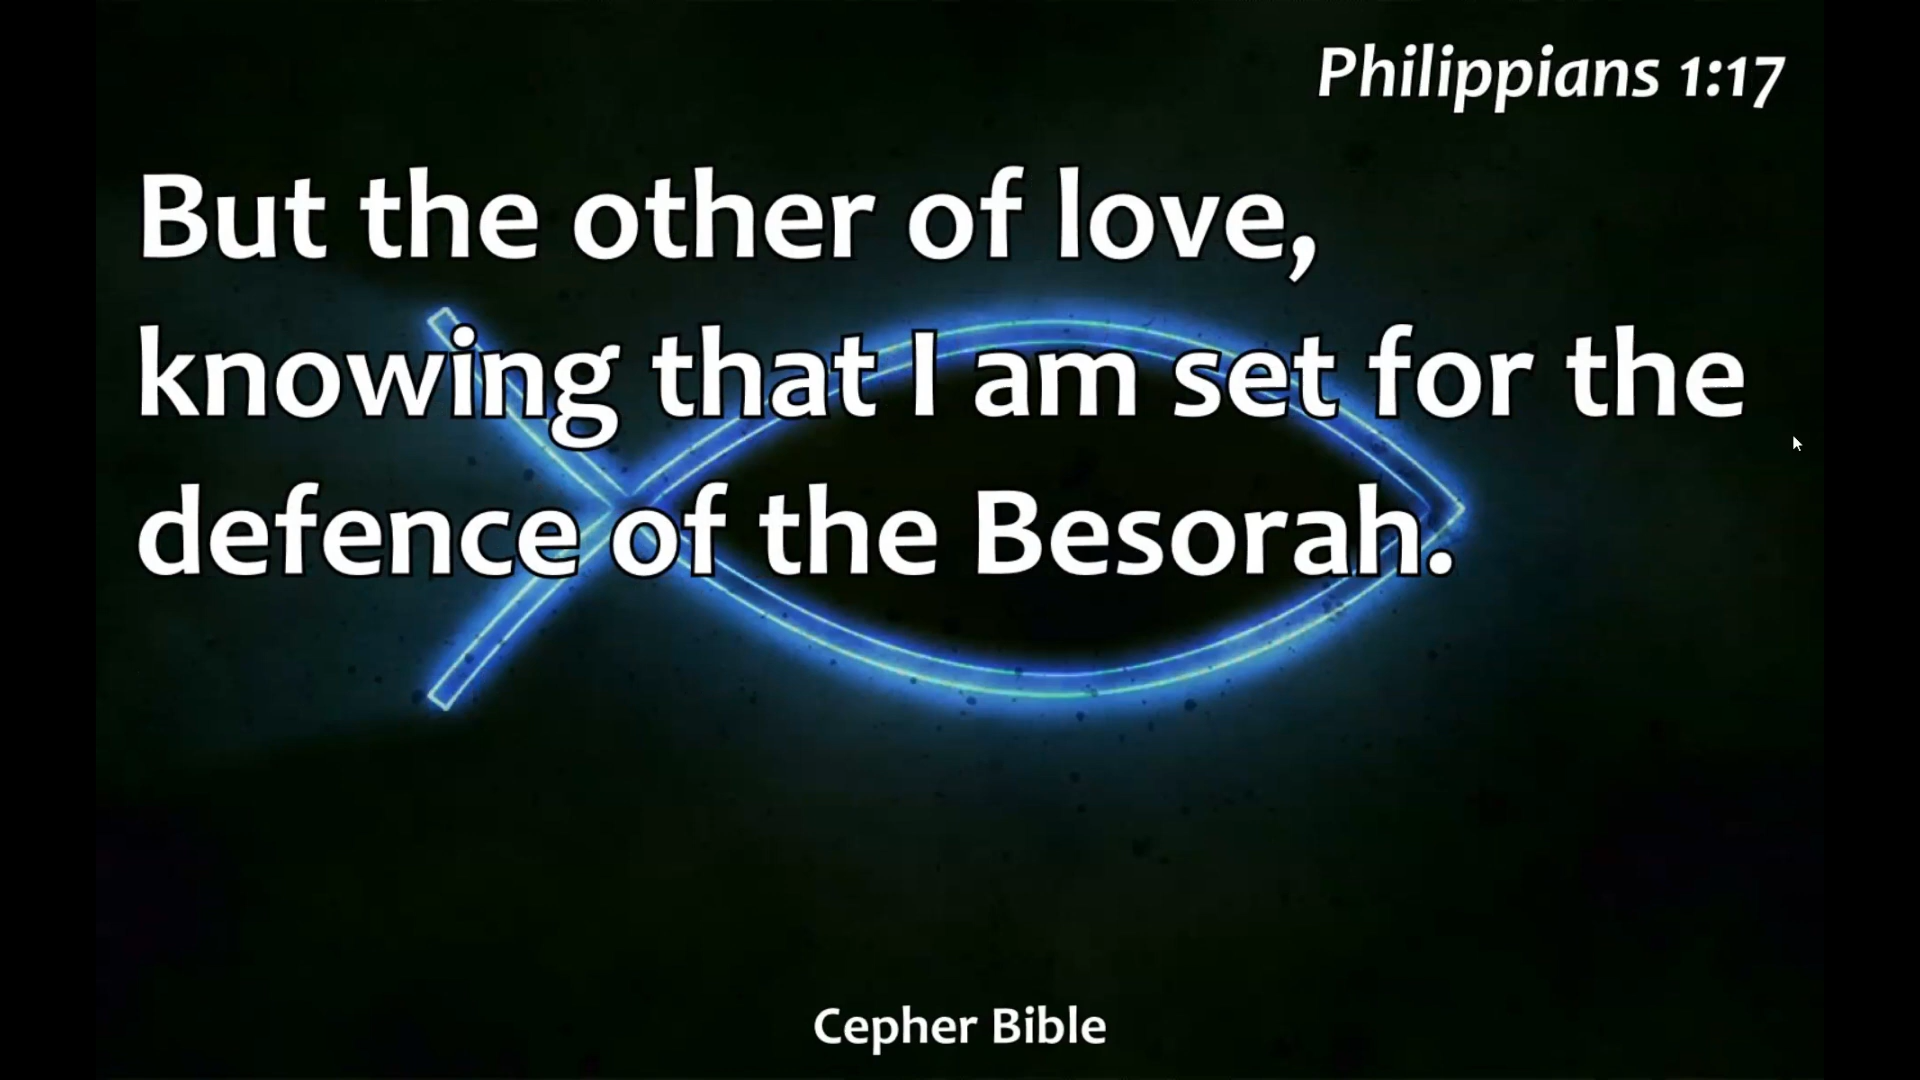 Philippians 1:17
But the other of love,
knowing that I am set for the
defence of the Besorah.
Cepher Bible